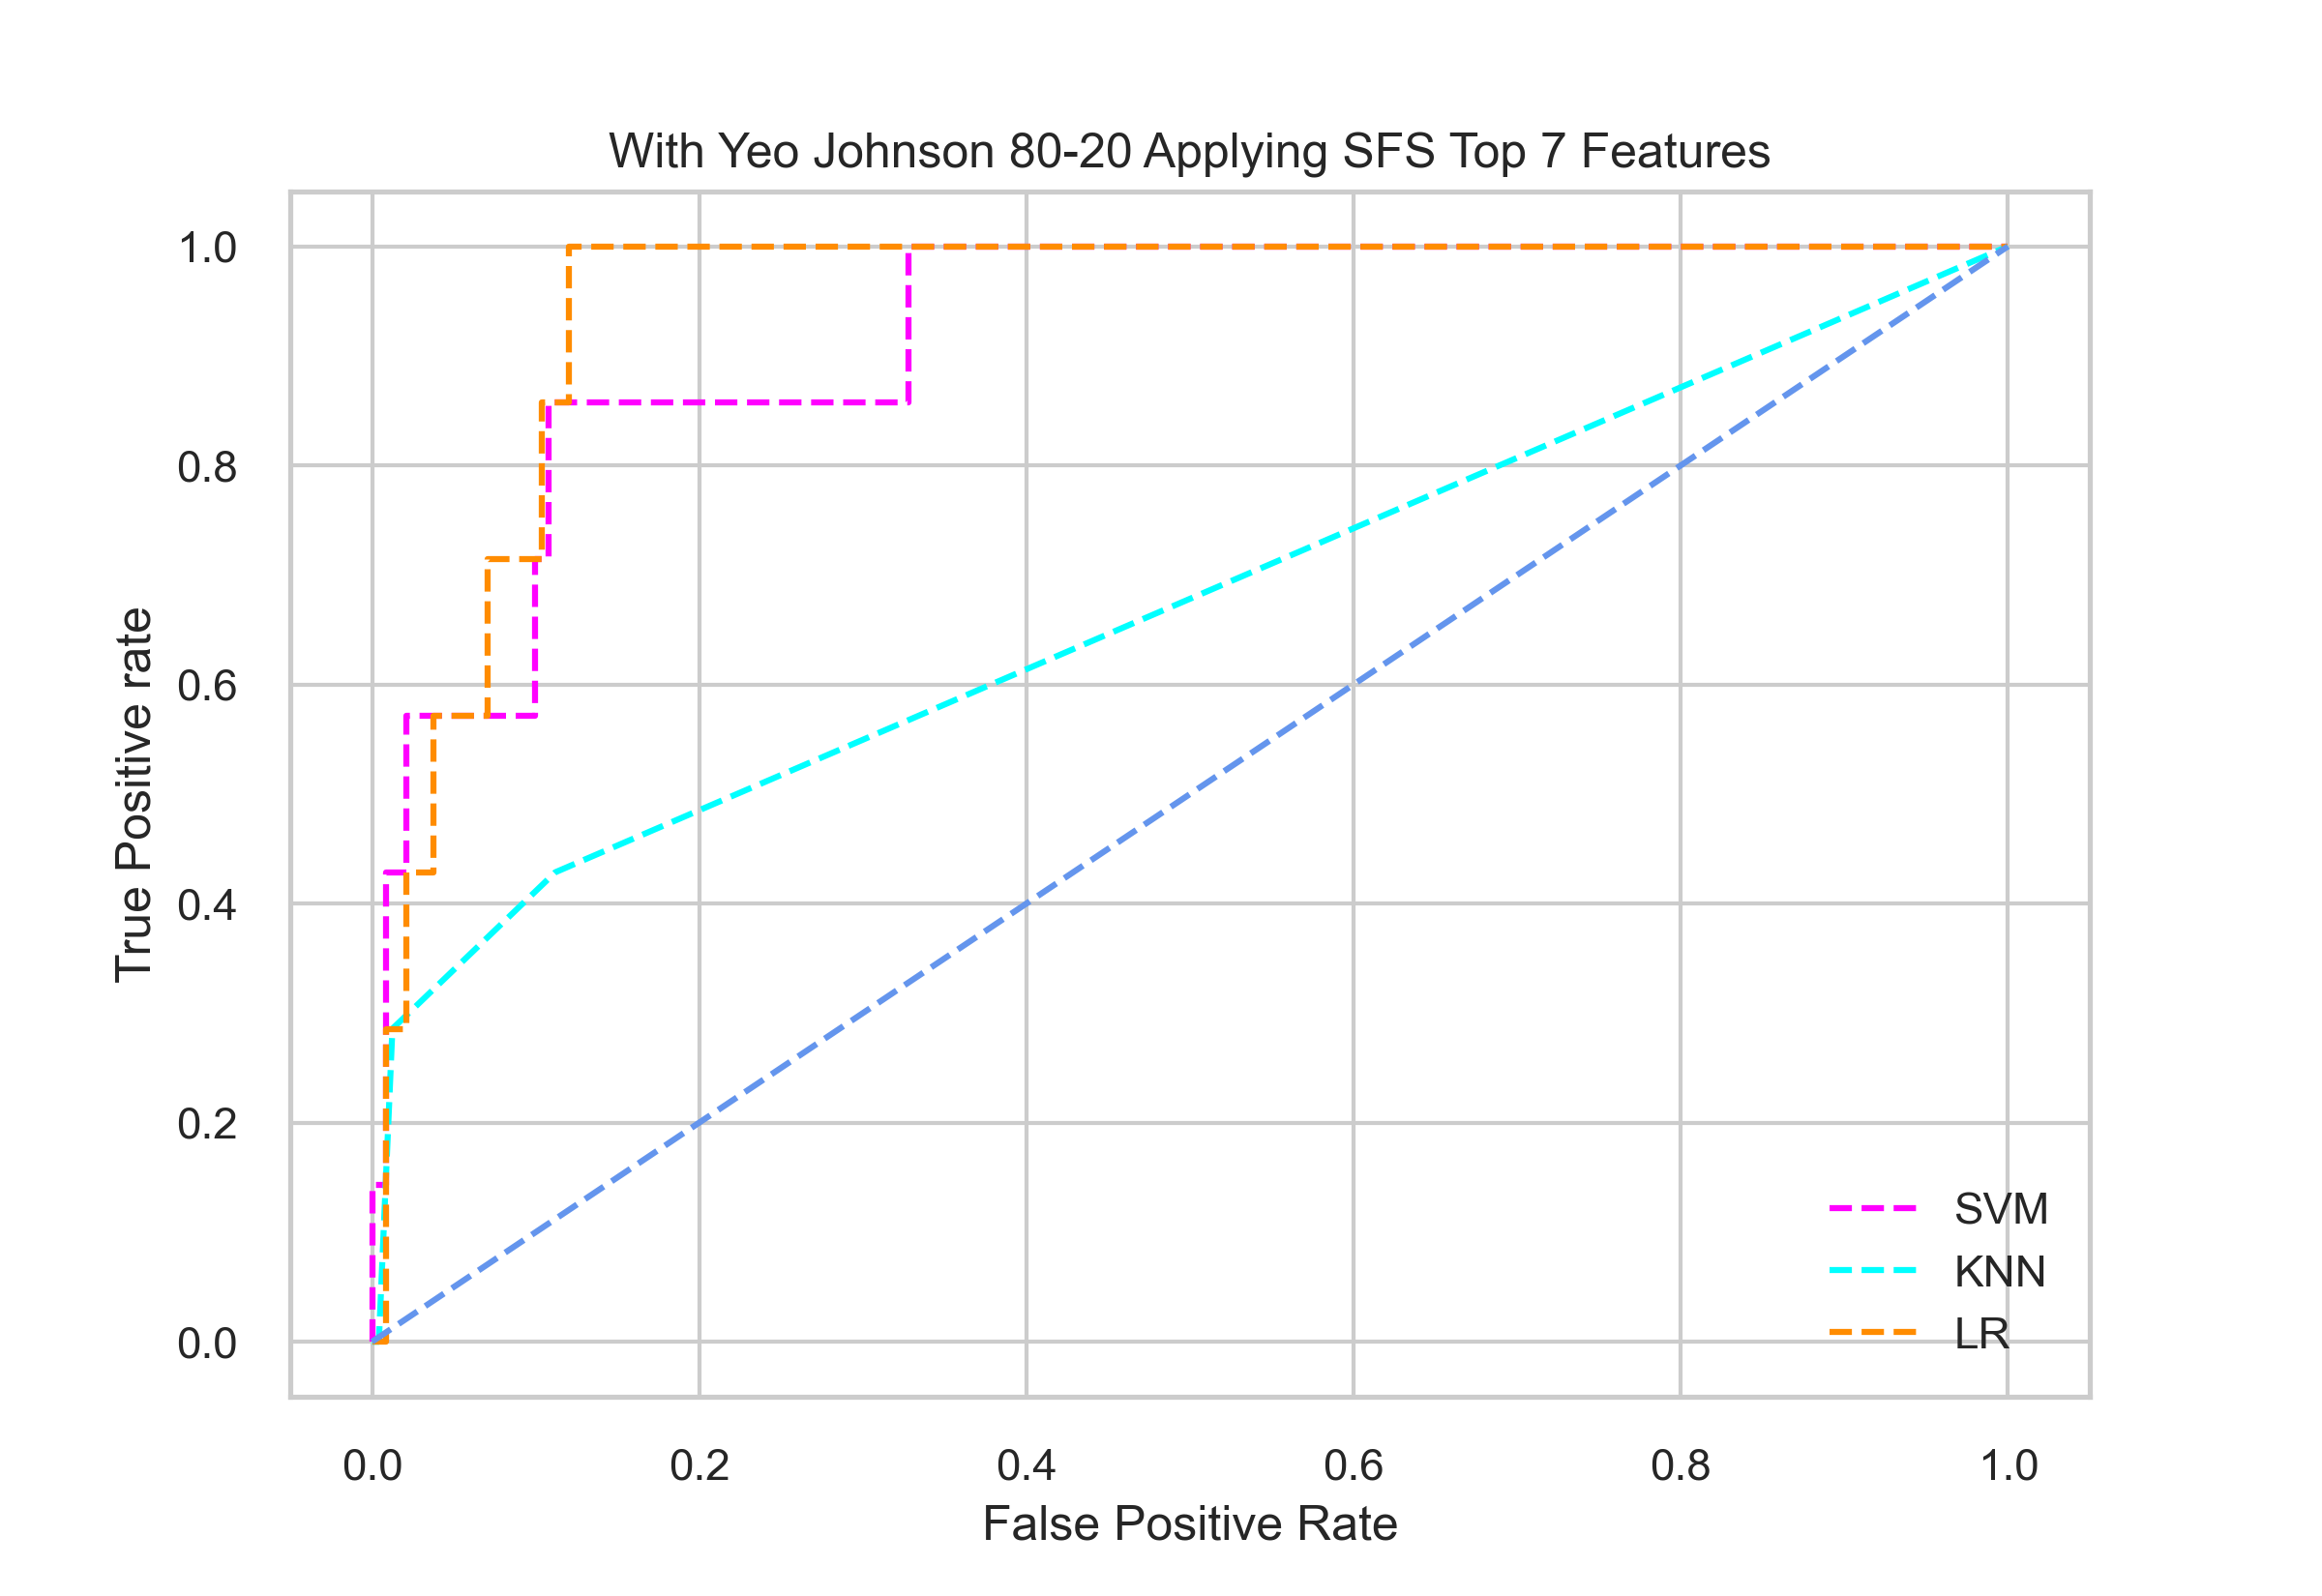 With Yeo Johnson 80-20 Applying SFS Top 7 Features
True Positive rate
1.0
0.8
0.6
0.4
0.2
0.0
SVM
KNN
LR
0.0 0.2 0.4 0.6 0.8 1.0
False Positive Rate